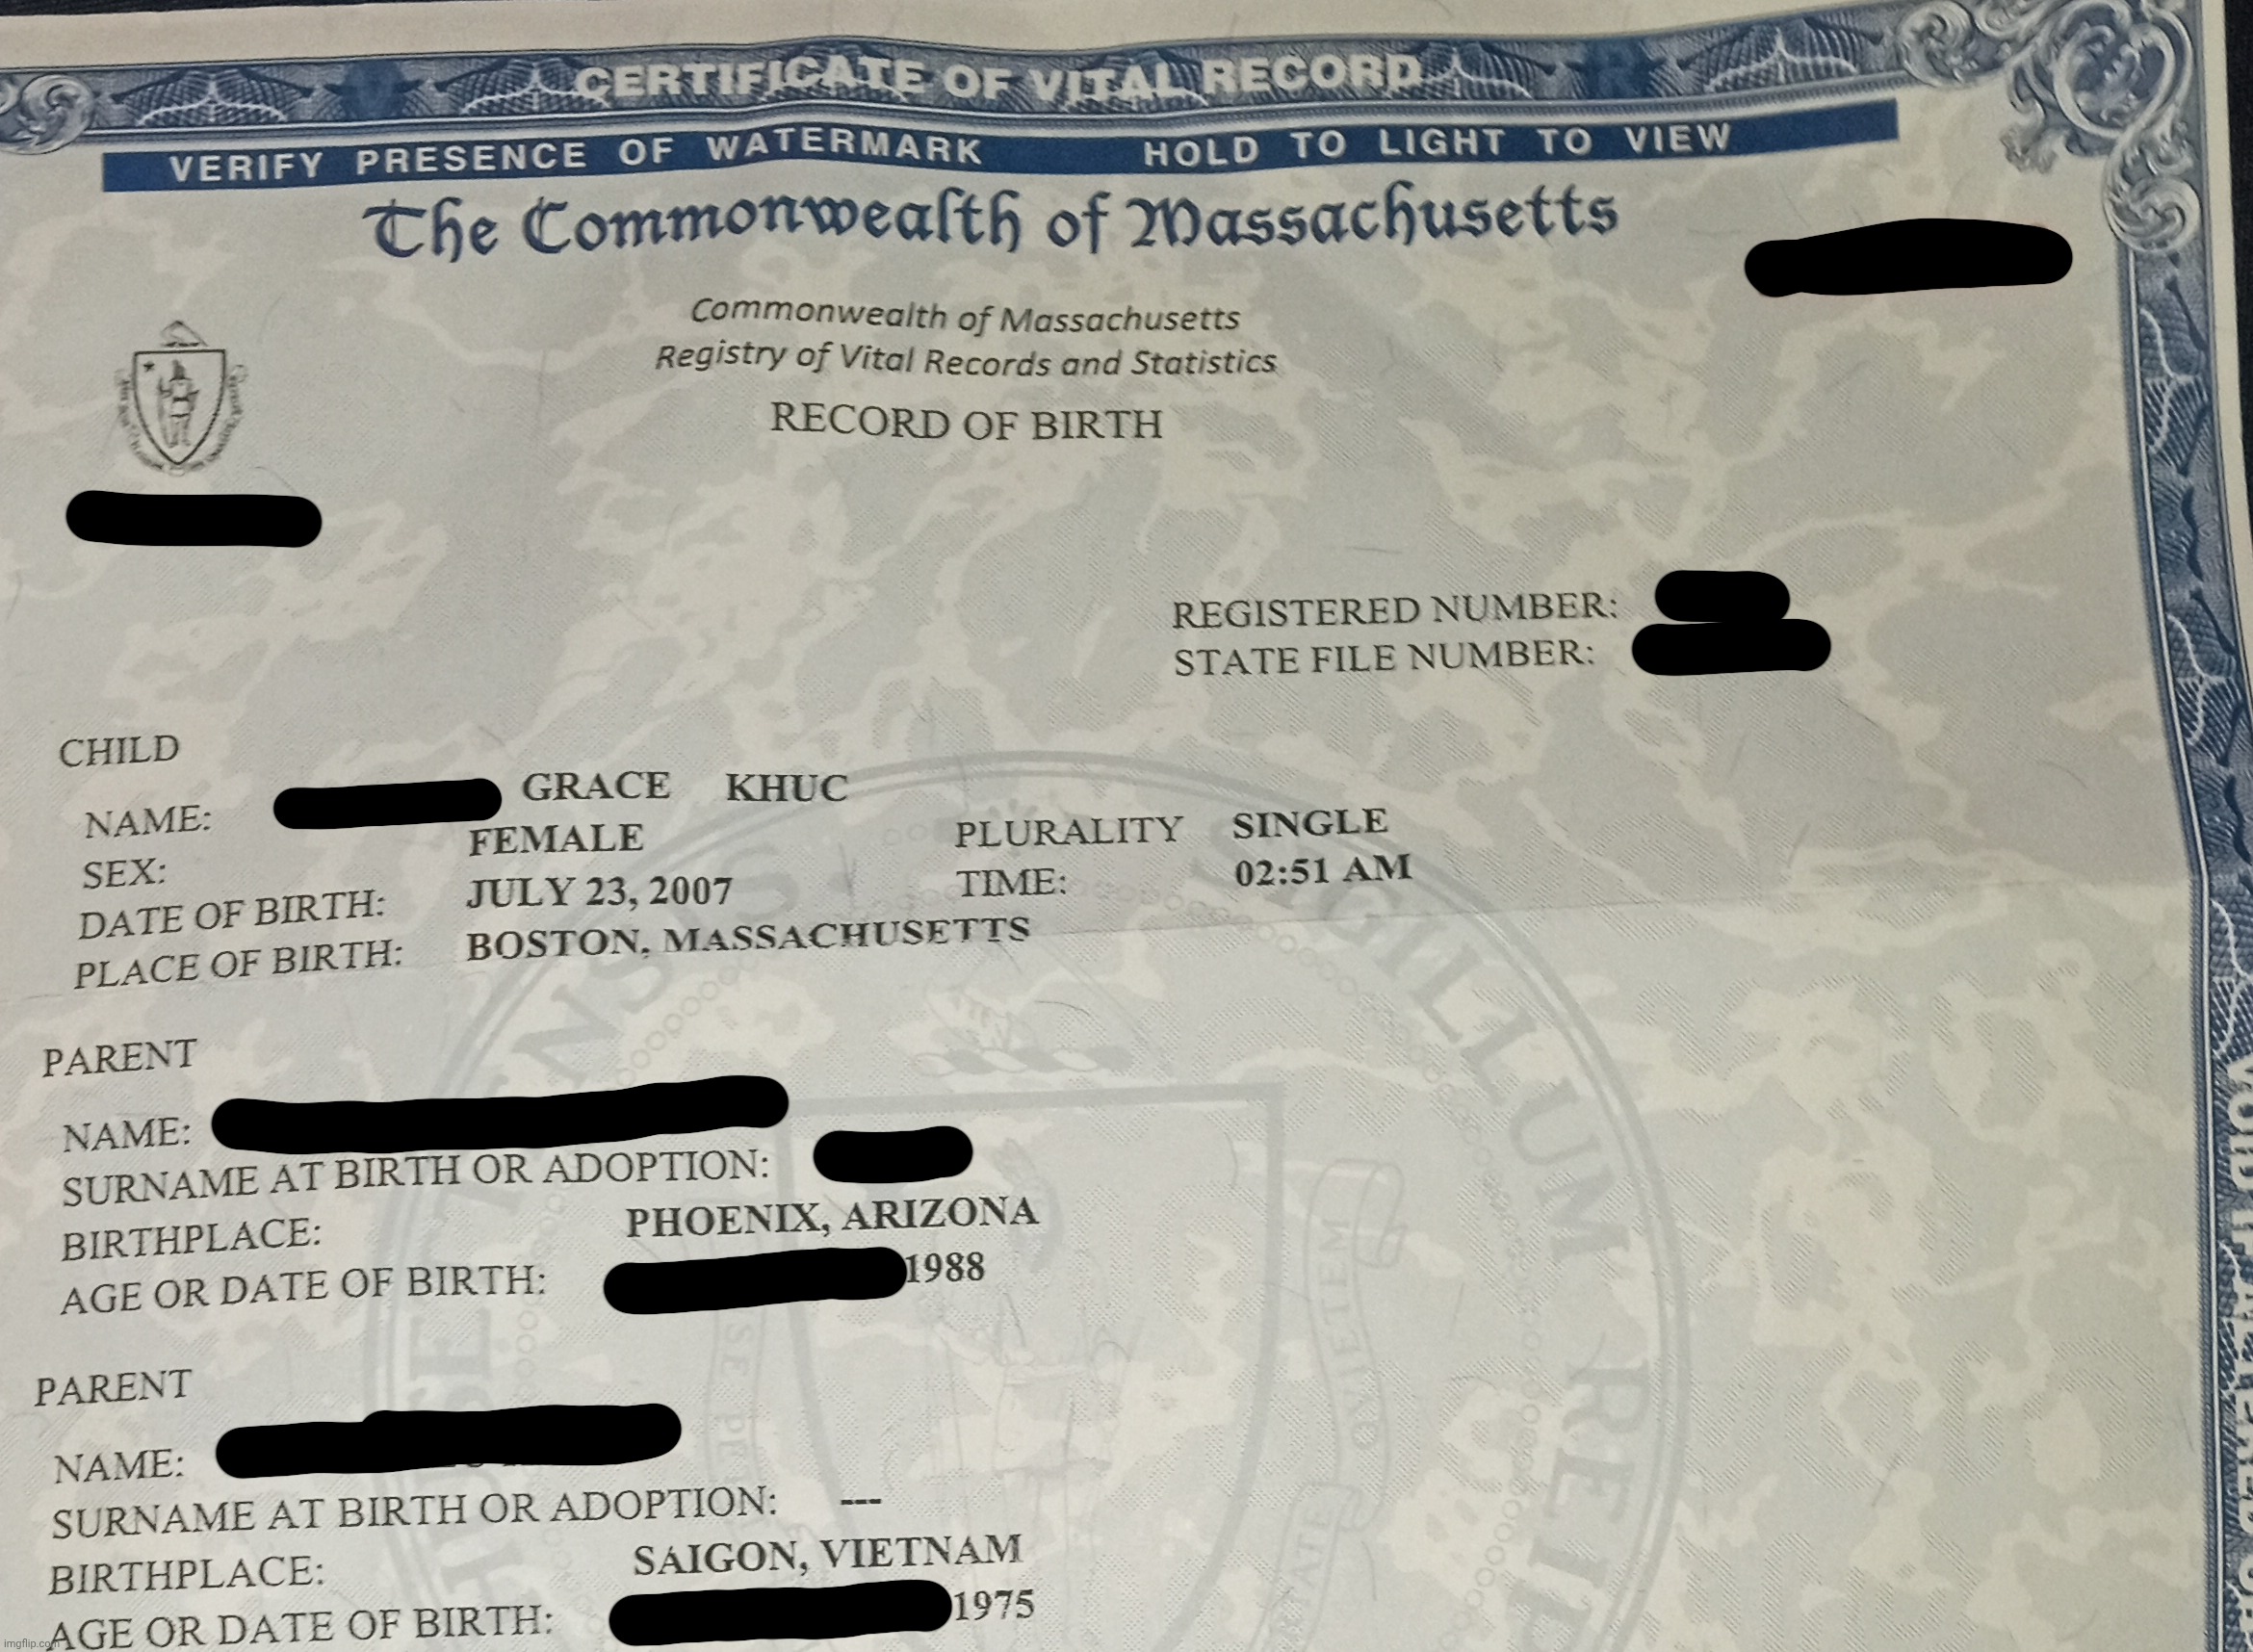 CERTIFICATE OF VITAL RECORD
VERIFY PRESENCE OF WATERMARK HOLD TO LIGHT TO VIEW
The Commonwealth of Massachusetts
Commonwealth of Massachusetts
Registry of Vital Records and Statistics
RECORD OF BIRTH
REGISTERED NUMBER:
STATE FILE NUMBER:
CHILD
NAME: GRACE KHUC
SEX: FEMALE PLURALITY SINGLE
DATE OF BIRTH: JULY 23, 2007 TIME: 02:51 AM
PLACE OF BIRTH: BOSTON, MASSACHUSETTS
PARENT
NAME:
SURNAME AT BIRTH OR ADOPTION:
BIRTHPLACE: PHOENIX, ARIZONA
AGE OR DATE OF BIRTH: 1988
PARENT
NAME:
SURNAME AT BIRTH OR ADOPTION: ---
BIRTHPLACE: SAIGON, VIETNAM
AGE OR DATE OF BIRTH: 1975
SIGILLUM
imgflip.com